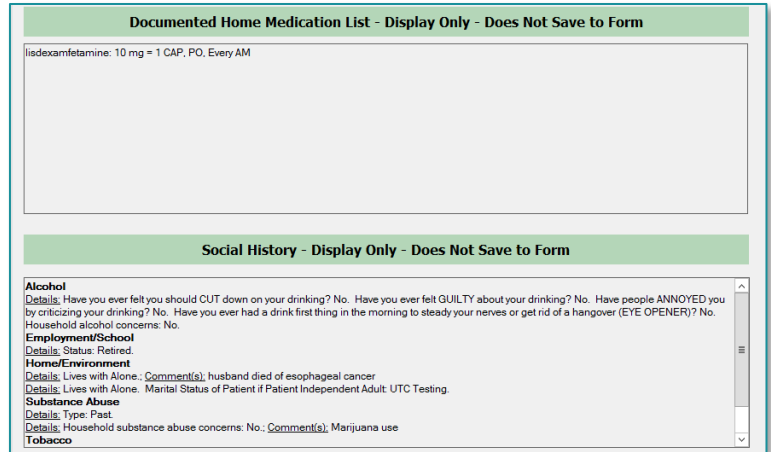 Documented Home Medication List - Display Only - Does Not Save to Form
lisdexamfetamine: 10 mg = 1 CAP, PO, Every AM
Social History - Display Only - Does Not Save to Form
Alcohol
Details: Have you ever felt you should CUT down on your drinking? No.  Have you ever felt GUILTY about your drinking? No.  Have people ANNOYED you
by criticizing your drinking? No.  Have you ever had a drink first thing in the morning to steady your nerves or get rid of a hangover (EYE OPENER)? No.
Household alcohol concerns: No.
Employment/School
Details: Status: Retired.
Home/Environment
Details: Lives with Alone.; Comment(s): husband died of esophageal cancer
Details: Lives with Alone.  Marital Status of Patient if Patient Independent Adult: UTC Testing.
Substance Abuse
Details: Type: Past.
Details: Household substance abuse concerns: No.; Comment(s): Marijuana use
Tobacco